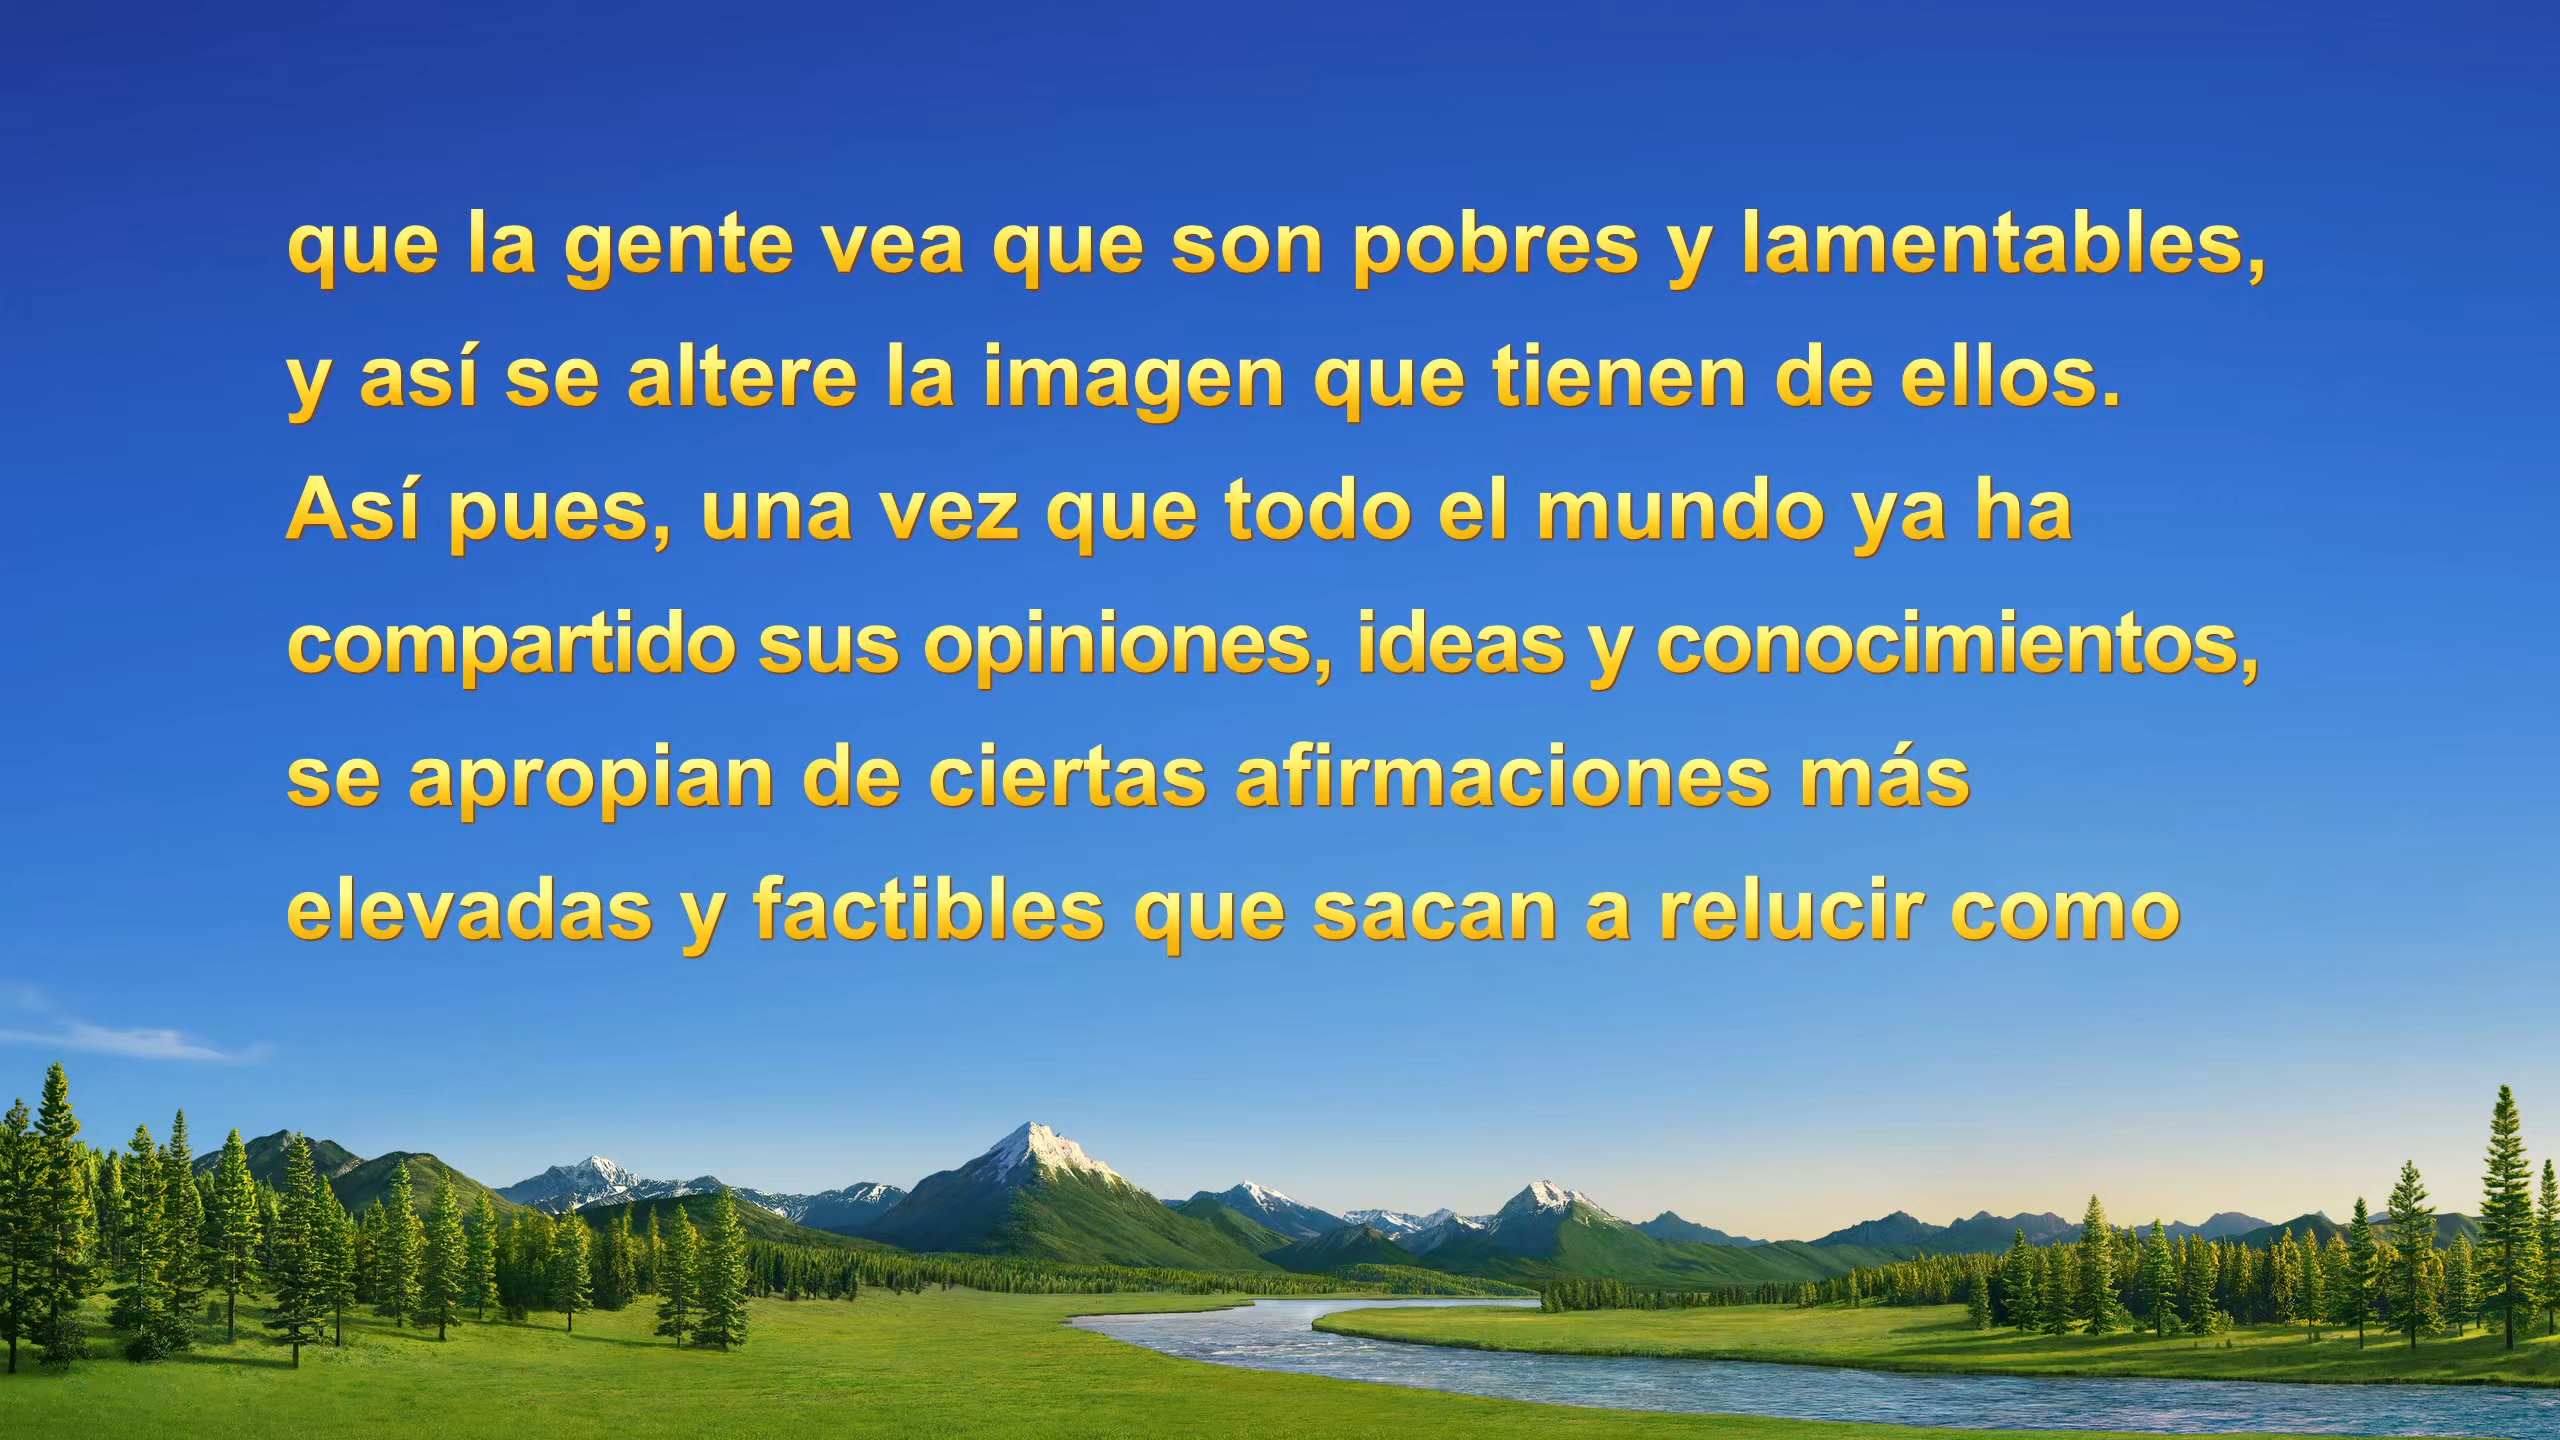 que la gente vea que son pobres y lamentables,
y así se altere la imagen que tienen de ellos.
Así pues, una vez que todo el mundo ya ha
compartido sus opiniones, ideas y conocimientos,
se apropian de ciertas afirmaciones más
elevadas y factibles que sacan a relucir como